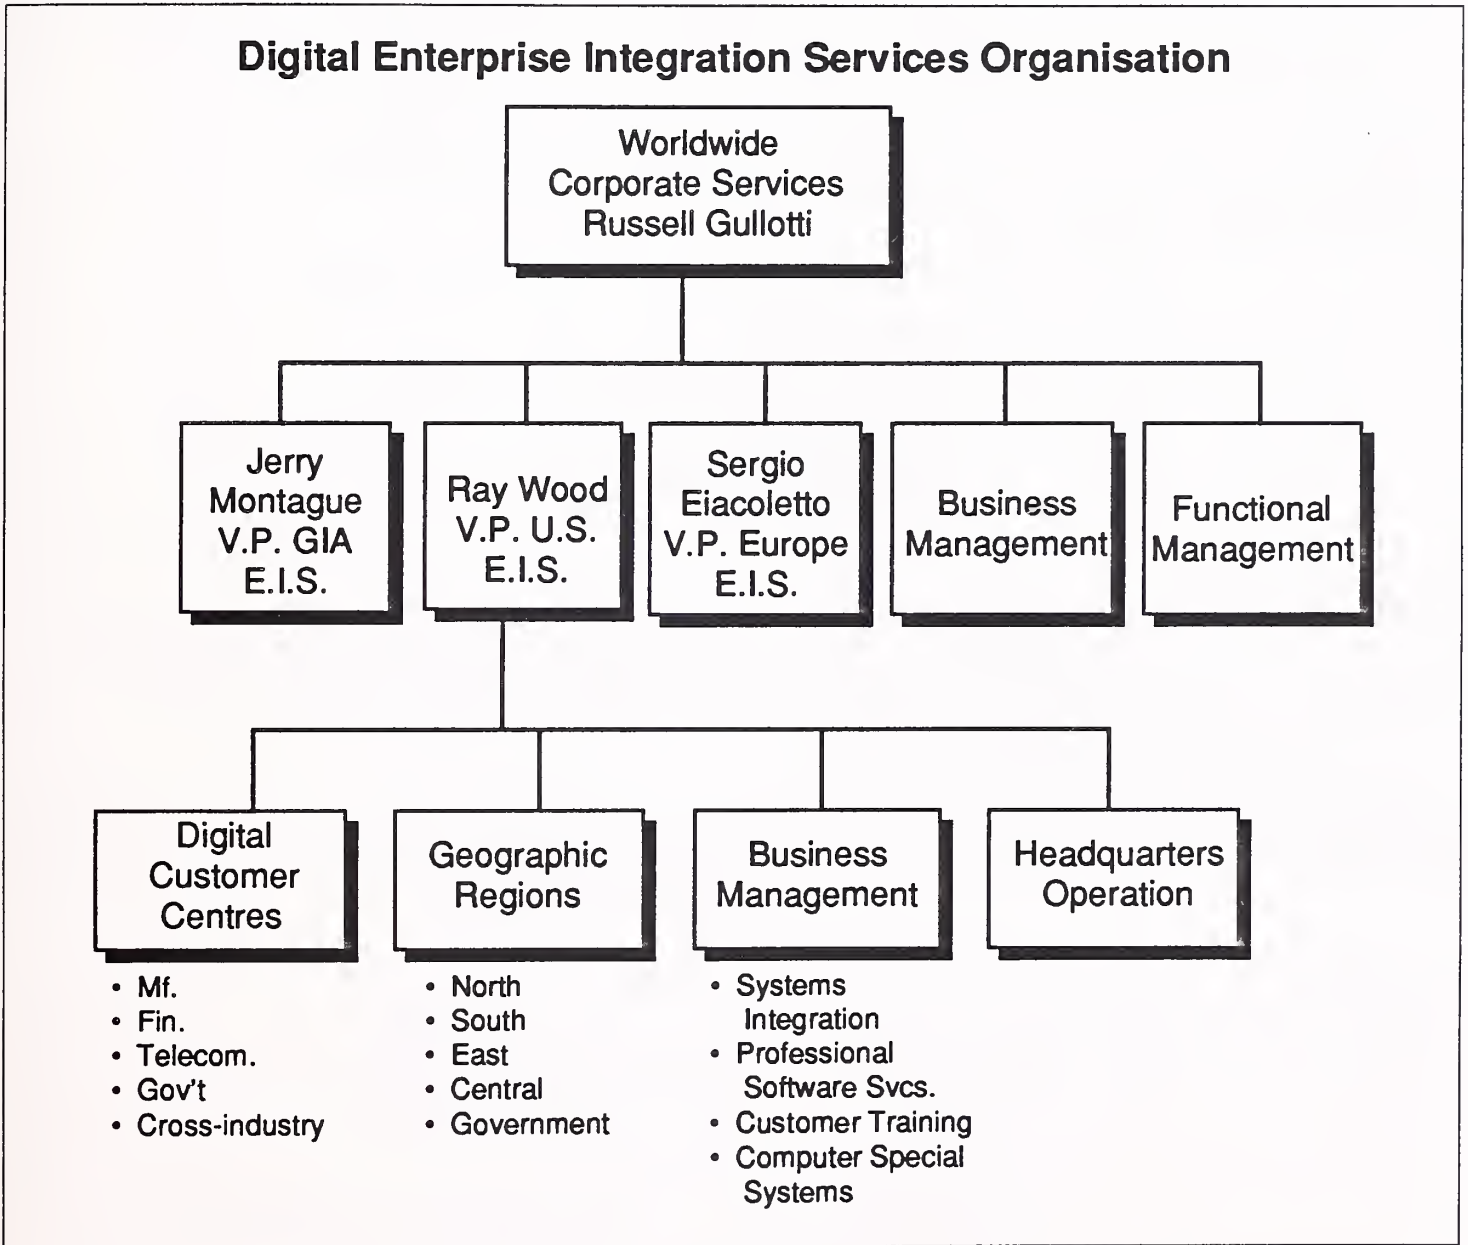 Digital Enterprise Integration Services Organisation
Worldwide
Corporate Services
Russell Gullotti
Jerry
Montague
V.P. GIA
E.I.S.
Ray Wood
V.P. U.S.
E.I.S.
Sergio
Eiacoletto
V.P. Europe
E.I.S.
Business
Management
Functional
Management
Digital
Customer
Centres
• Mf.
• Fin.
• Telecom.
• Gov't
• Cross-industry
Geographic
Regions
• North
• South
• East
• Central
• Government
Business
Management
• Systems
Integration
• Professional
Software Svcs.
• Customer Training
• Computer Special
Systems
Headquarters
Operation